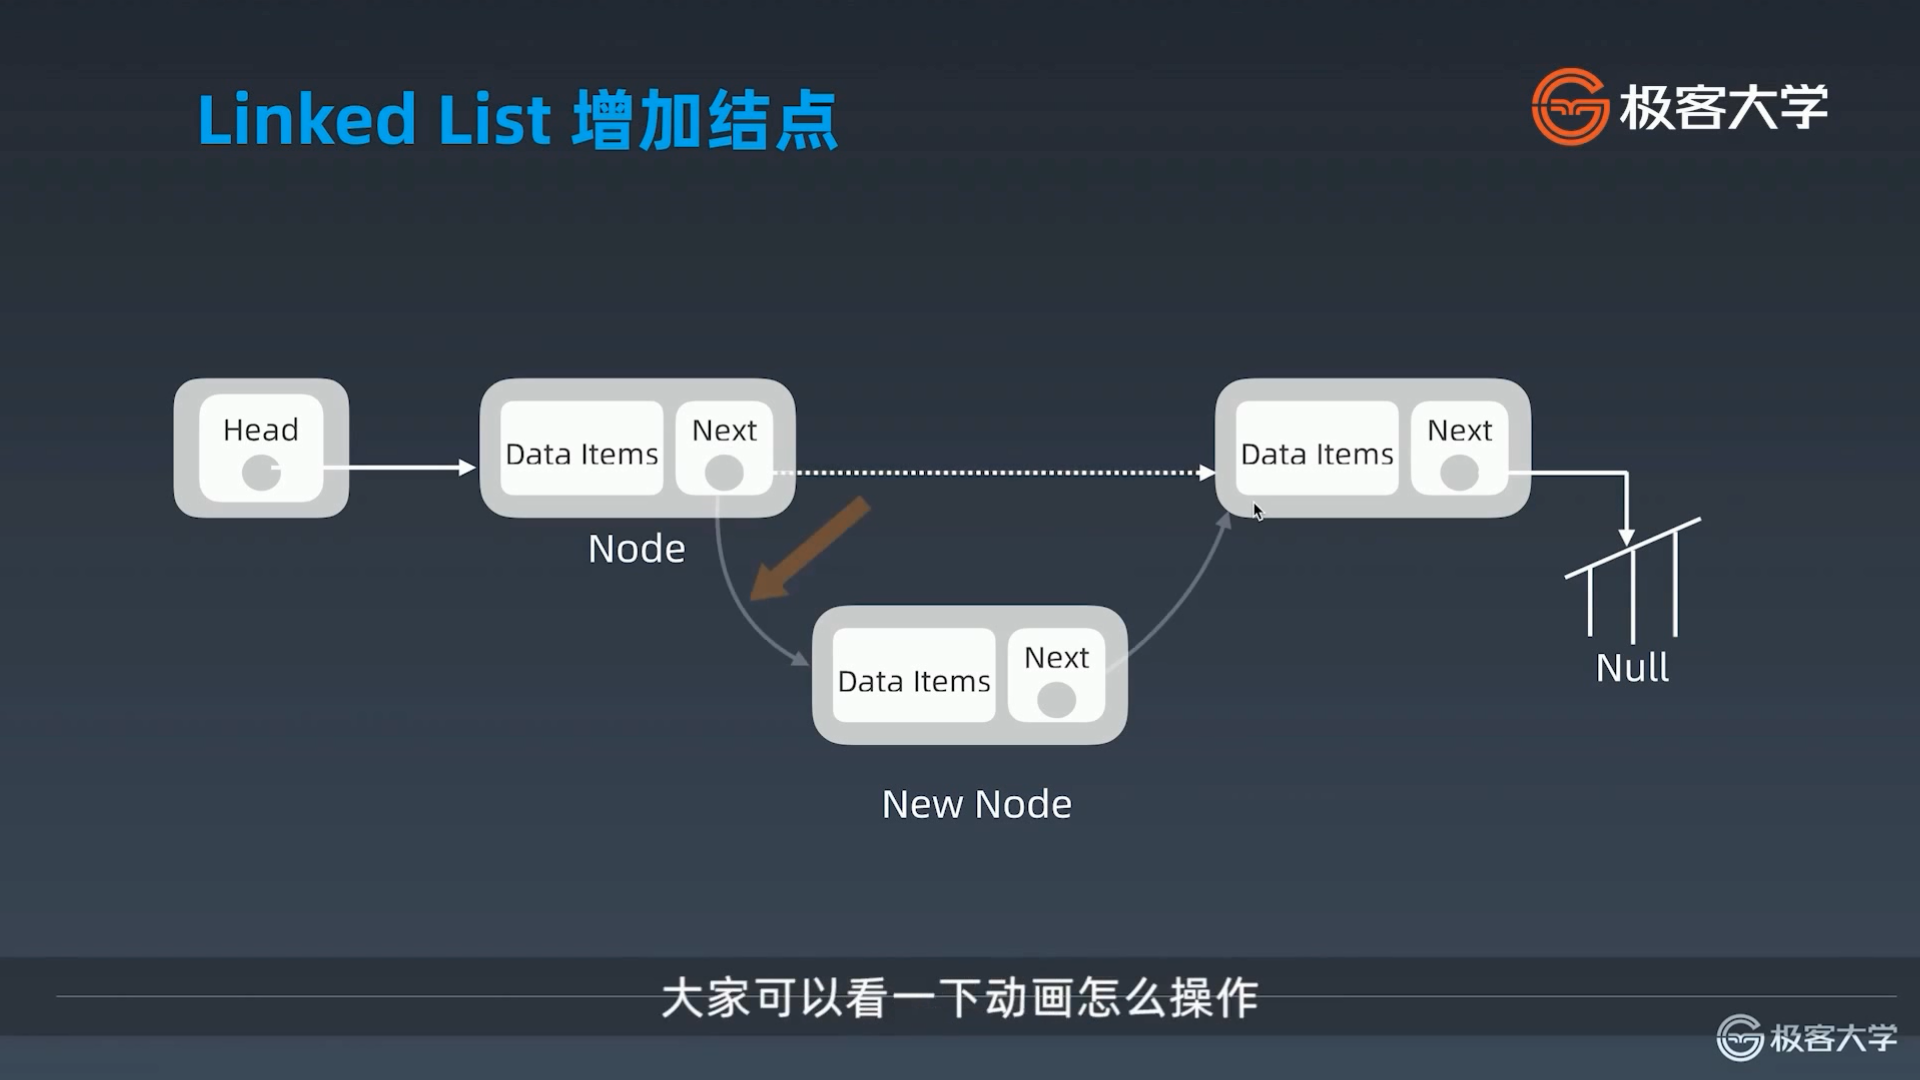 Linked List 增加结点
极客大学
Head
Data Items
Next
Data Items
Next
Node
Data Items
Next
Null
New Node
大家可以看一下动画怎么操作
极客大学